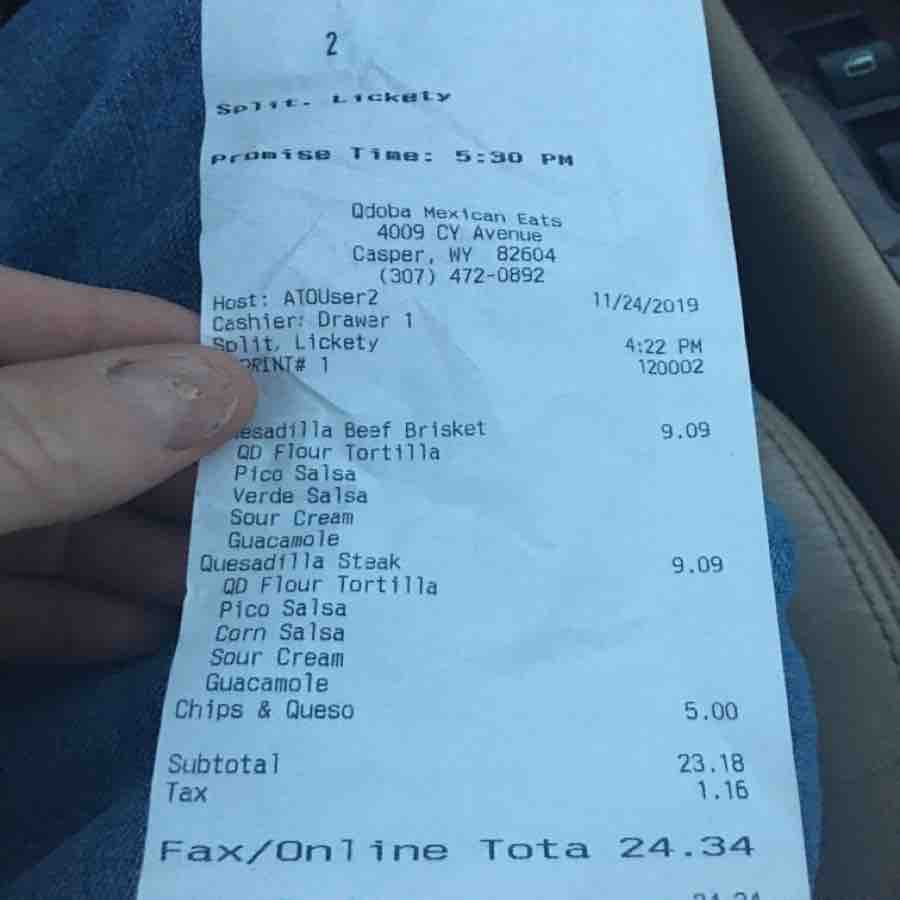 2
Split. Lickety
Promise Time: 5:30 PM
Qdoba Mexican Eats
4009 CY Avenue
Casper, WY 82604
(307) 472-0892
Host: ATOUser2 11/24/2019
Cashier: Drawer 1
Split, Lickety 4:22 PM
PRINT# 1 120002
esadilla Beef Brisket 9.09
QD Flour Tortilla
Pico Salsa
Verde Salsa
Sour Cream
Guacamole
Quesadilla Steak 9.09
QD Flour Tortilla
Pico Salsa
Corn Salsa
Sour Cream
Guacamole
Chips & Queso 5.00
Subtotal 23.18
Tax 1.16
Fax/Online Tota 24.34